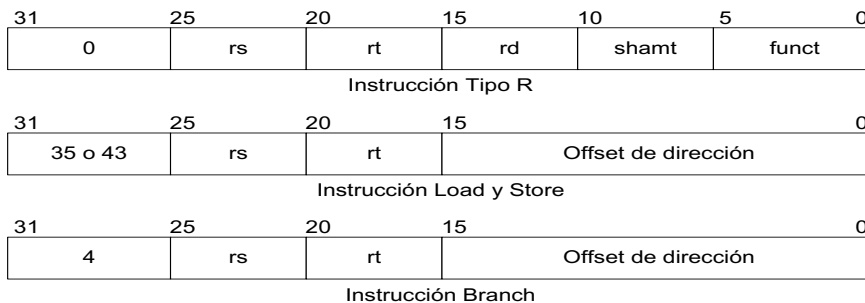 31 25 20 15 10 5 0
0 rs rt rd shamt funct
Instrucción Tipo R
31 25 20 15 0
35 o 43 rs rt Offset de dirección
Instrucción Load y Store
31 25 20 15 0
4 rs rt Offset de dirección
Instrucción Branch